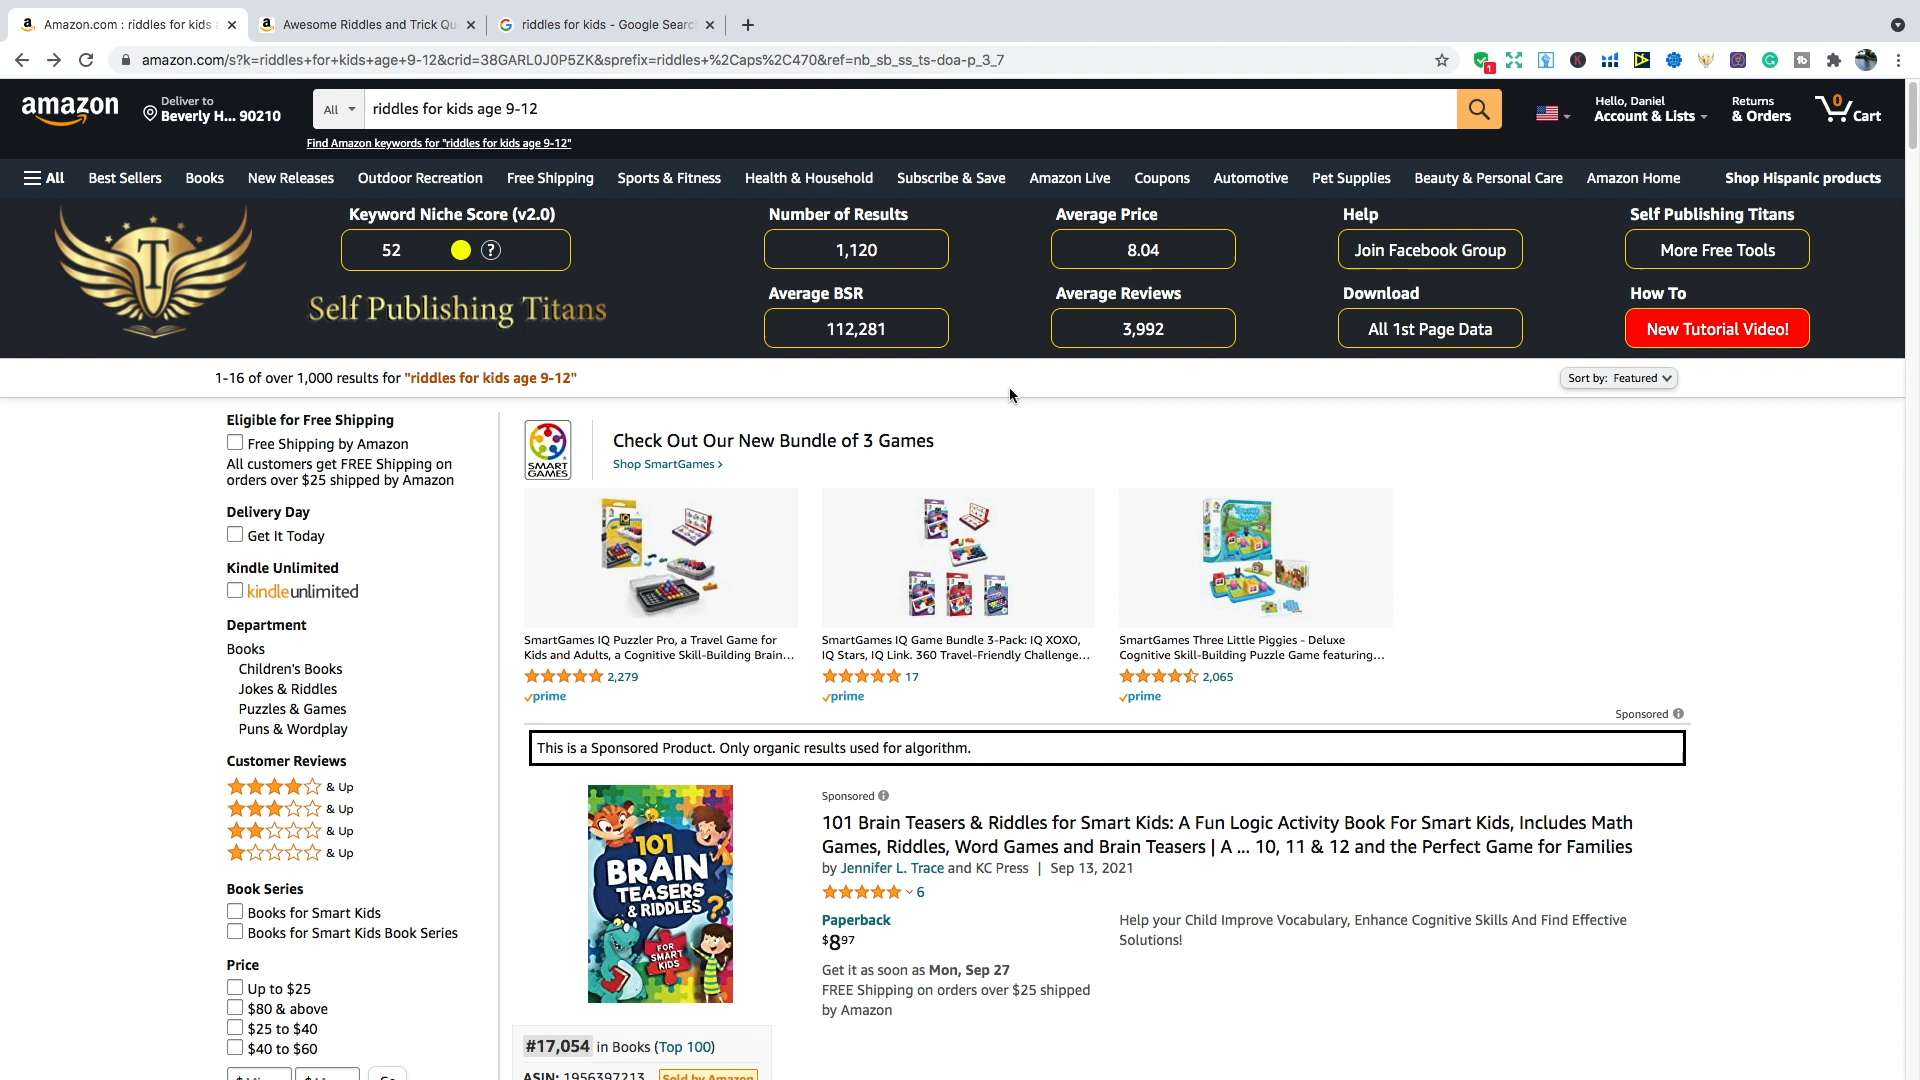 Amazon.com : riddles for kids a
Awesome Riddles and Trick Qu
riddles for kids - Google Searc
amazon.com/s?k=riddles+for+kids+age+9-12&crid=38GARL0J0P5ZK&sprefix=riddles+%2Caps%2C470&ref=nb_sb_ss_ts-doa-p_3_7
1
amazon
Deliver to
Beverly H... 90210
All
riddles for kids age 9-12
Find Amazon keywords for "riddles for kids age 9-12"
Hello, Daniel
Account & Lists
Returns
& Orders
0
Cart
All Best Sellers Books New Releases Outdoor Recreation Free Shipping Sports & Fitness Health & Household Subscribe & Save Amazon Live Coupons Automotive Pet Supplies Beauty & Personal Care Amazon Home Shop Hispanic products
T
Self Publishing Titans
Keyword Niche Score (v2.0)
52 ?
Number of Results
1,120
Average Price
8.04
Help
Join Facebook Group
Self Publishing Titans
More Free Tools
Average BSR
112,281
Average Reviews
3,992
Download
All 1st Page Data
How To
New Tutorial Video!
1-16 of over 1,000 results for "riddles for kids age 9-12"
Sort by: Featured
Eligible for Free Shipping
Free Shipping by Amazon
All customers get FREE Shipping on
orders over $25 shipped by Amazon
Delivery Day
Get It Today
Kindle Unlimited
kindleunlimited
Department
Books
Children's Books
Jokes & Riddles
Puzzles & Games
Puns & Wordplay
Customer Reviews
& Up
& Up
& Up
& Up
Book Series
Books for Smart Kids
Books for Smart Kids Book Series
Price
Up to $25
$80 & above
$25 to $40
$40 to $60
SMART
GAMES
Check Out Our New Bundle of 3 Games
Shop SmartGames ›
SmartGames IQ Puzzler Pro, a Travel Game for
Kids and Adults, a Cognitive Skill-Building Brain...
2,279
prime
SmartGames IQ Game Bundle 3-Pack: IQ XOXO,
IQ Stars, IQ Link. 360 Travel-Friendly Challenge...
17
prime
SmartGames Three Little Piggies - Deluxe
Cognitive Skill-Building Puzzle Game featuring...
2,065
prime
Sponsored
This is a Sponsored Product. Only organic results used for algorithm.
101
BRAIN
TEASERS
& RIDDLES
?
FOR
SMART
KIDS
Sponsored
101 Brain Teasers & Riddles for Smart Kids: A Fun Logic Activity Book For Smart Kids, Includes Math
Games, Riddles, Word Games and Brain Teasers | A ... 10, 11 & 12 and the Perfect Game for Families
by Jennifer L. Trace and KC Press | Sep 13, 2021
6
Paperback
$8 97
Get it as soon as Mon, Sep 27
FREE Shipping on orders over $25 shipped
by Amazon
Help your Child Improve Vocabulary, Enhance Cognitive Skills And Find Effective
Solutions!
#17,054 in Books (Top 100)
ASIN: 1956397213 Sold by Amazon